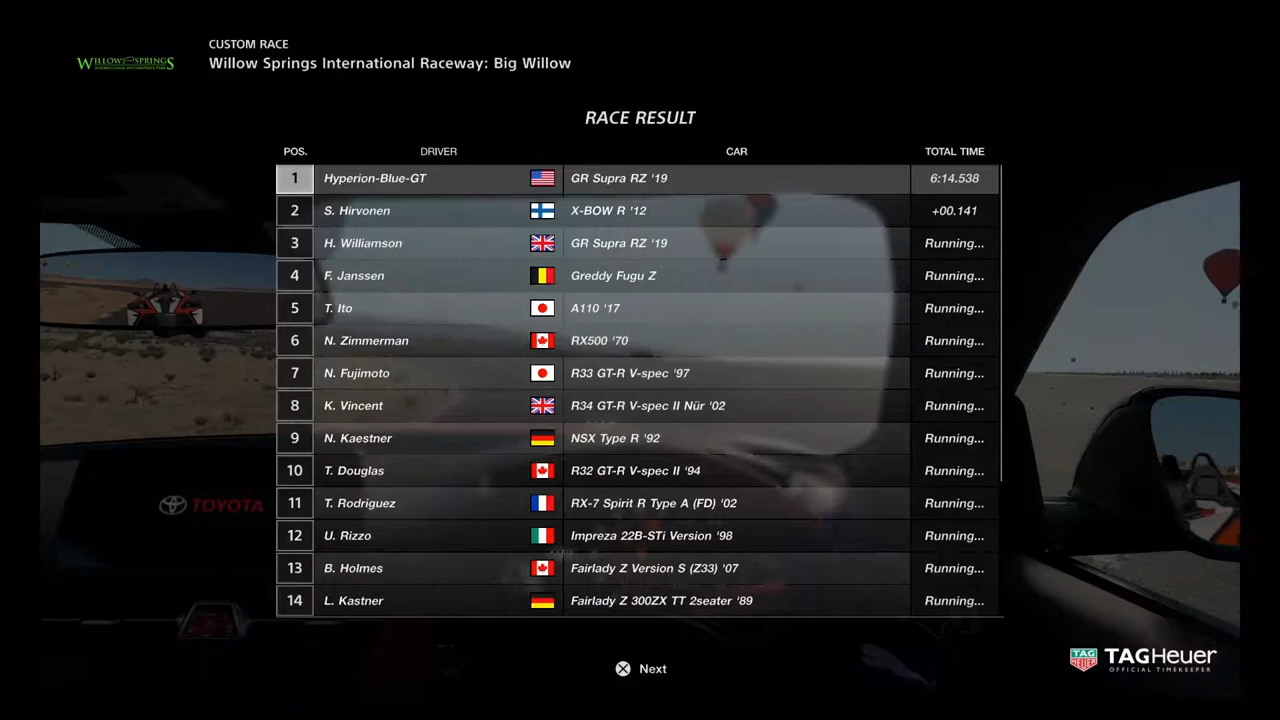 CUSTOM RACE
WILLOW SPRINGS
Willow Springs International Raceway: Big Willow
RACE RESULT
POS. DRIVER CAR TOTAL TIME
1 Hyperion-Blue-GT GR Supra RZ '19 6:14.538
2 S. Hirvonen X-BOW R '12 +00.141
3 H. Williamson GR Supra RZ '19 Running...
4 F. Janssen Greddy Fugu Z Running...
5 T. Ito A110 '17 Running...
6 N. Zimmerman RX500 '70 Running...
7 N. Fujimoto R33 GT-R V-spec '97 Running...
8 K. Vincent R34 GT-R V-spec II Nür '02 Running...
9 N. Kaestner NSX Type R '92 Running...
10 T. Douglas R32 GT-R V-spec II '94 Running...
11 T. Rodriguez RX-7 Spirit R Type A (FD) '02 Running...
12 U. Rizzo Impreza 22B-STi Version '98 Running...
13 B. Holmes Fairlady Z Version S (Z33) '07 Running...
14 L. Kastner Fairlady Z 300ZX TT 2seater '89 Running...
TOYOTA
Next
TAG HEUER TAGHeuer
OFFICIAL TIMEKEEPER